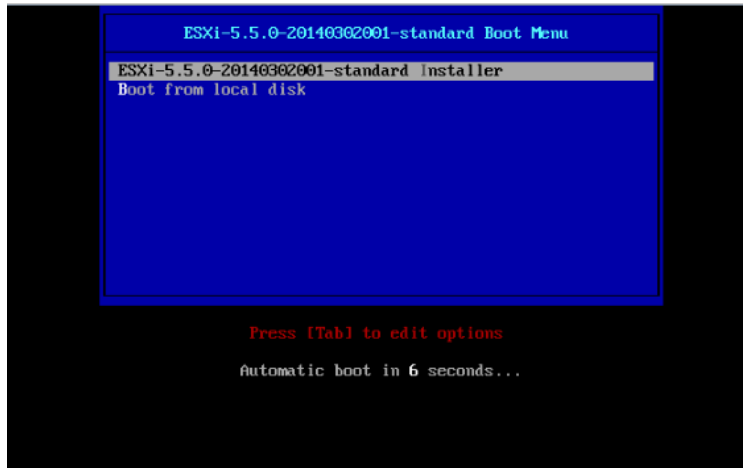 ESXi-5.5.0-20140302001-standard Boot Menu
ESXi-5.5.0-20140302001-standard Installer
Boot from local disk
Press [Tab] to edit options
Automatic boot in 6 seconds...